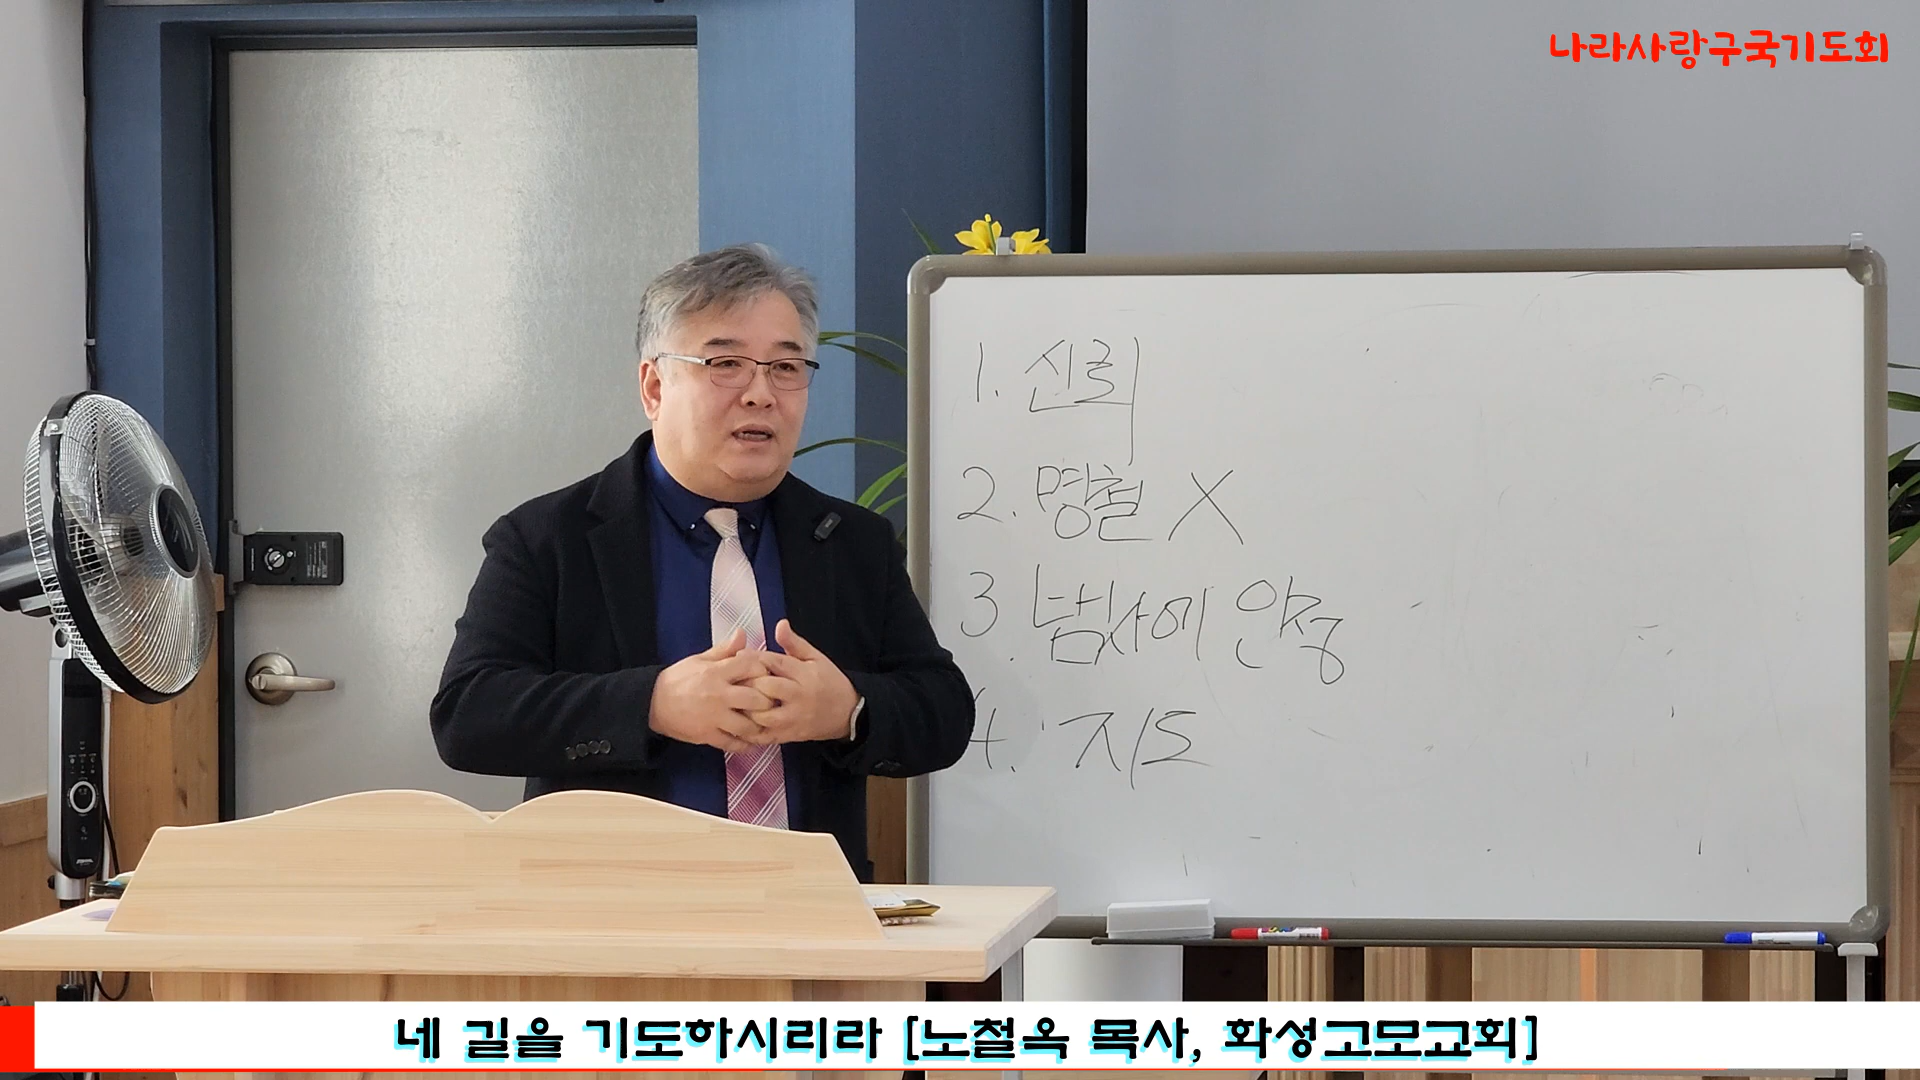 나라사랑구국기도회
1. 신뢰
2. 명철 X
3. 범사에 인정
4. 지도
네 길을 기도하시리라 [노철옥 목사, 화성고모교회]